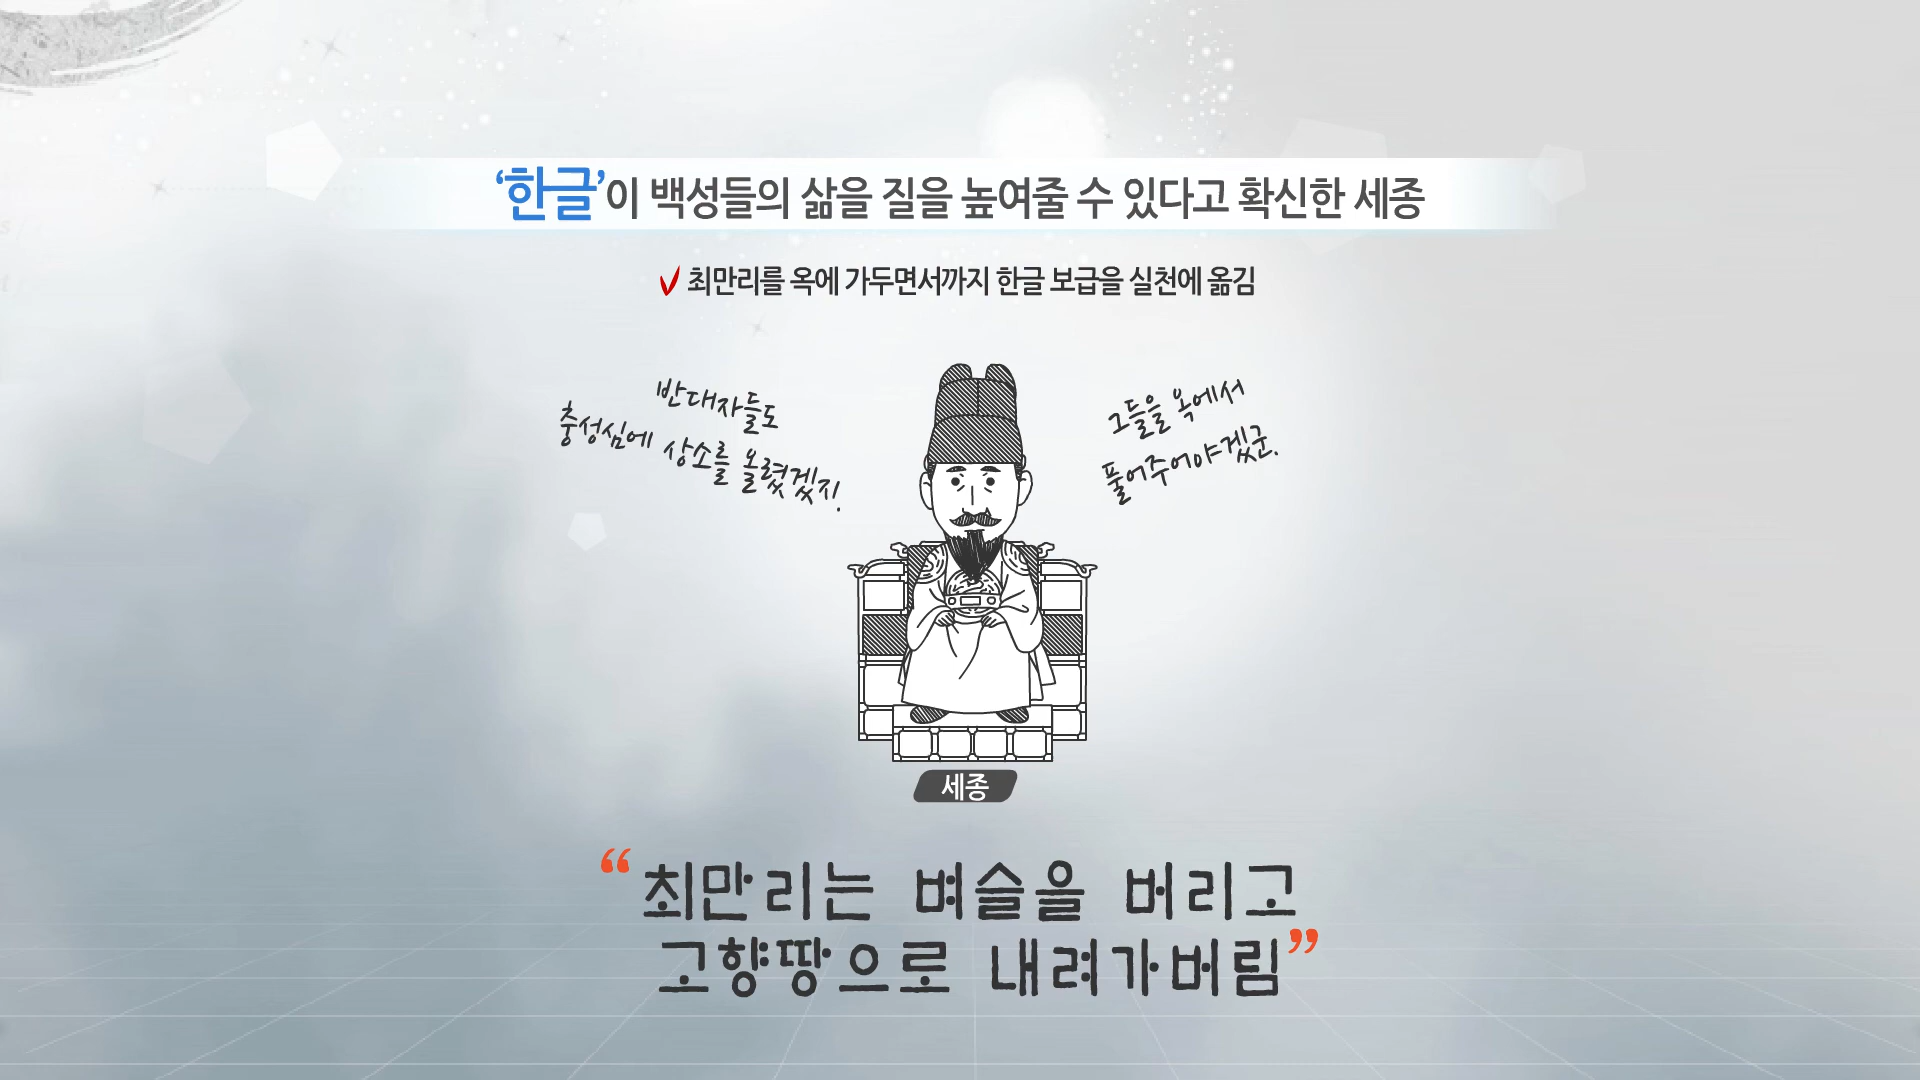 ‘한글’이 백성들의 삶을 질을 높여줄 수 있다고 확신한 세종
최만리를 옥에 가두면서까지 한글 보급을 실천에 옮김
반대자들도
충성심에 상소를 올렸겠지.
그들을 옥에서
풀어주어야겠군.
세종
“최만리는 벼슬을 버리고
고향땅으로 내려가버림”